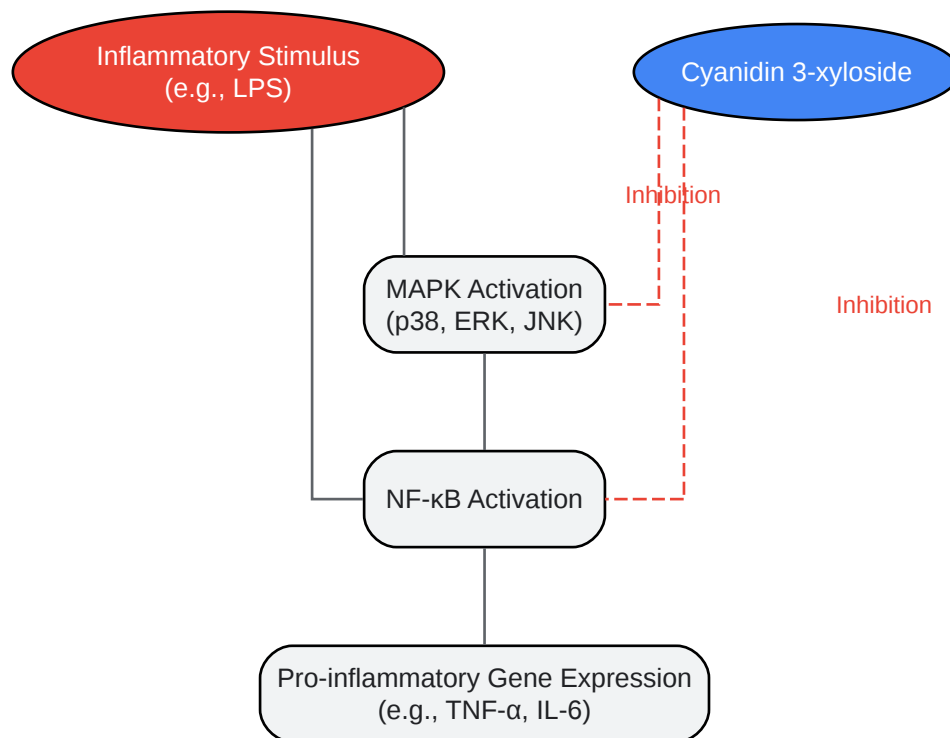 Inflammatory Stimulus
(e.g., LPS)
Cyanidin 3-xyloside
Inhibition
MAPK Activation
(p38, ERK, JNK)
Inhibition
NF-κB Activation
Pro-inflammatory Gene Expression
(e.g., TNF-α, IL-6)